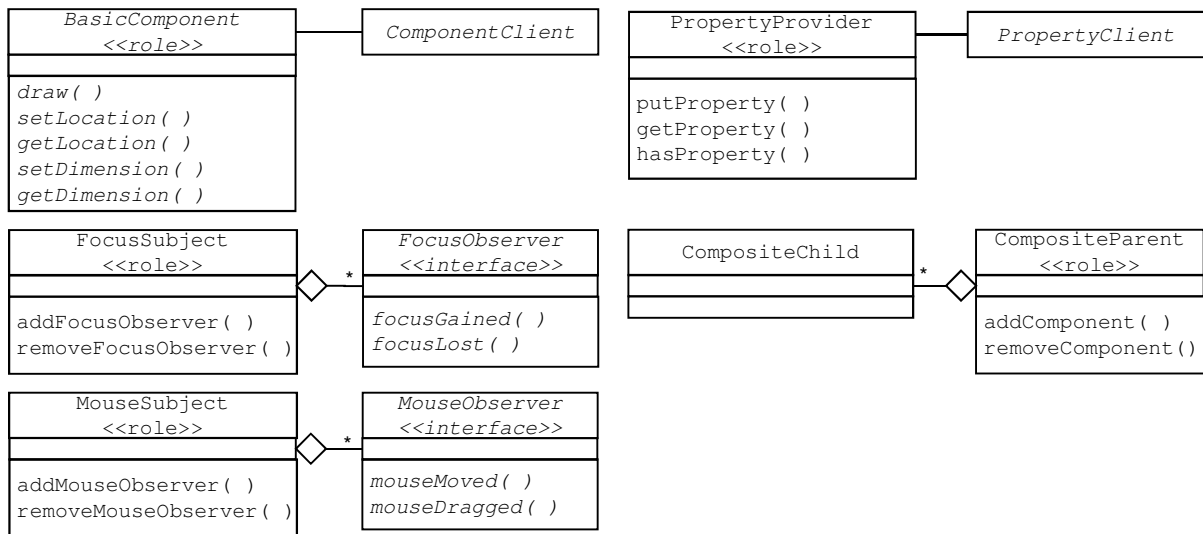 BasicComponent
<<role>>
draw( )
setLocation( )
getLocation( )
setDimension( )
getDimension( )
ComponentClient
PropertyProvider
<<role>>
putProperty( )
getProperty( )
hasProperty( )
PropertyClient
FocusSubject
<<role>>
addFocusObserver( )
removeFocusObserver( )
*
FocusObserver
<<interface>>
focusGained( )
focusLost( )
CompositeChild
*
CompositeParent
<<role>>
addComponent( )
removeComponent()
MouseSubject
<<role>>
addMouseObserver( )
removeMouseObserver( )
*
MouseObserver
<<interface>>
mouseMoved( )
mouseDragged( )